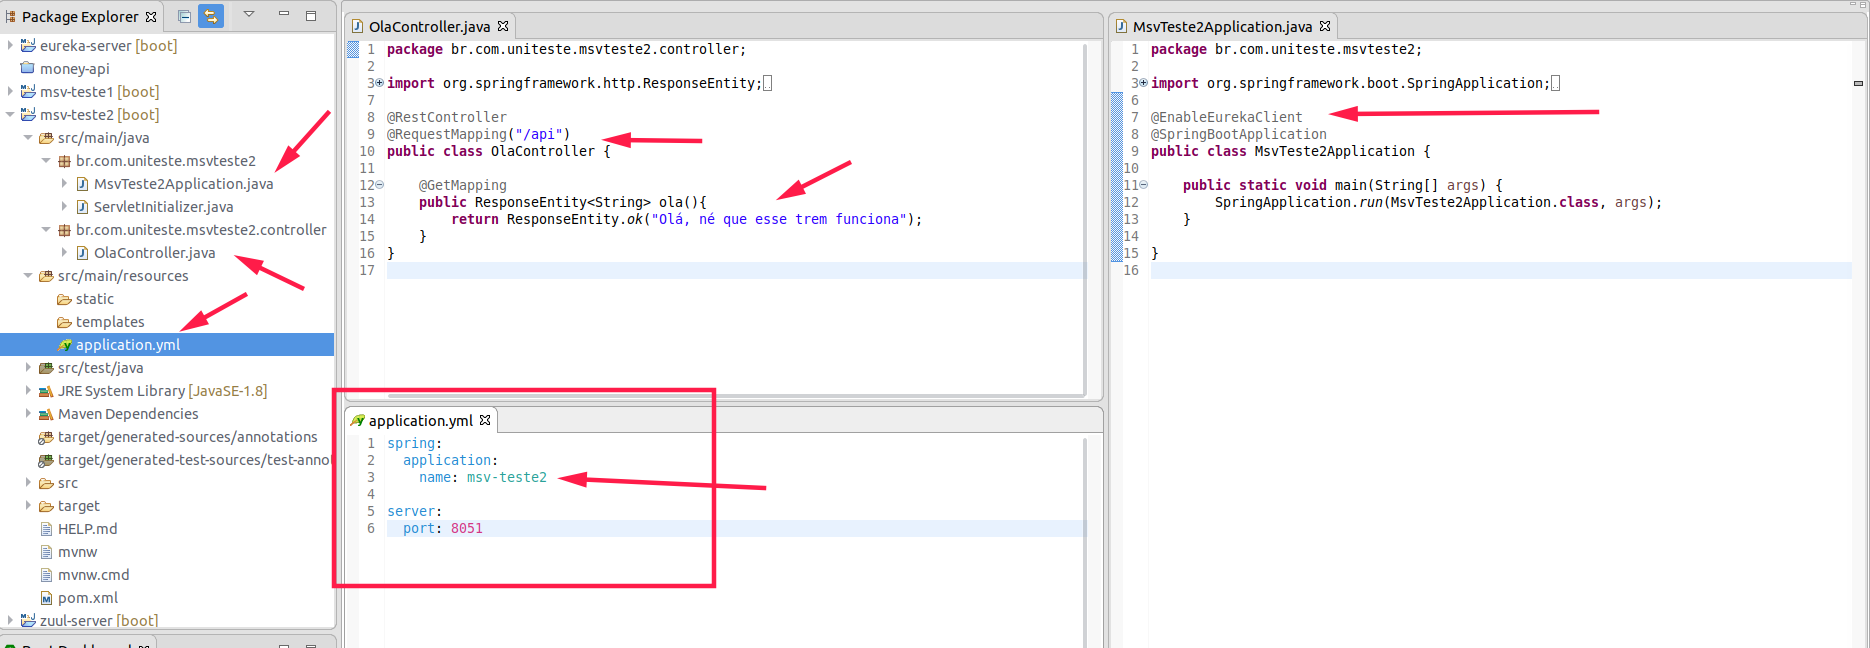 Package Explorer
eureka-server [boot]
money-api
msv-teste1 [boot]
msv-teste2 [boot]
src/main/java
br.com.uniteste.msvteste2
MsvTeste2Application.java
ServletInitializer.java
br.com.uniteste.msvteste2.controller
OlaController.java
src/main/resources
static
templates
application.yml
src/test/java
JRE System Library [JavaSE-1.8]
Maven Dependencies
target/generated-sources/annotations
target/generated-test-sources/test-annot
src
target
HELP.md
mvnw
mvnw.cmd
pom.xml
zuul-server [boot]
OlaController.java
1 package br.com.uniteste.msvteste2.controller;
2
3 import org.springframework.http.ResponseEntity;
7
8 @RestController
9 @RequestMapping("/api")
10 public class OlaController {
11
12 @GetMapping
13 public ResponseEntity<String> ola(){
14 return ResponseEntity.ok("Olá, né que esse trem funciona");
15 }
16 }
17
application.yml
1 spring:
2 application:
3 name: msv-teste2
4
5 server:
6 port: 8051
MsvTeste2Application.java
1 package br.com.uniteste.msvteste2;
2
3 import org.springframework.boot.SpringApplication;
6
7 @EnableEurekaClient
8 @SpringBootApplication
9 public class MsvTeste2Application {
10
11 public static void main(String[] args) {
12 SpringApplication.run(MsvTeste2Application.class, args);
13 }
14
15 }
16